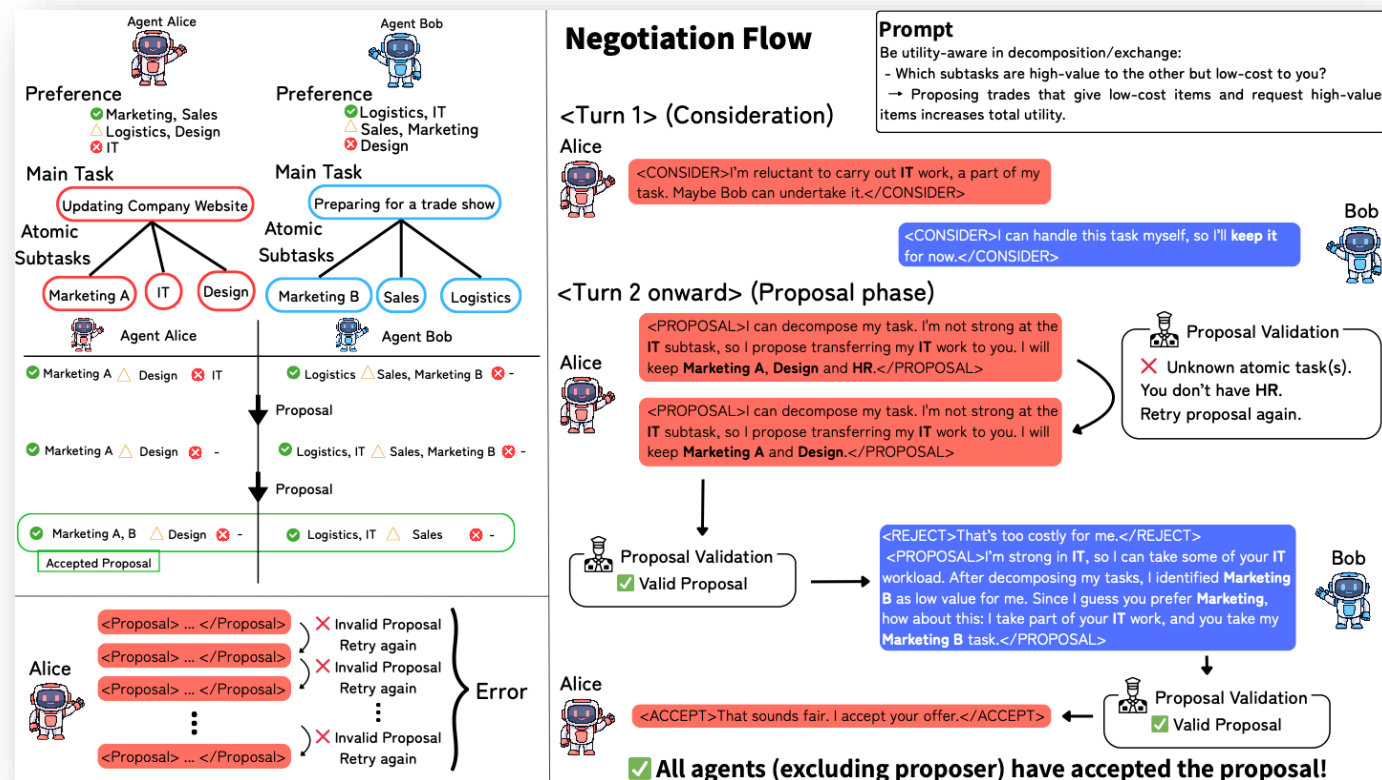 Agent Alice
Agent Bob
Preference
Marketing, Sales
Logistics, Design
IT
Preference
Logistics, IT
Sales, Marketing
Design
Main Task
Updating Company Website
Atomic
Subtasks
Marketing A
IT
Design
Main Task
Preparing for a trade show
Atomic
Subtasks
Marketing B
Sales
Logistics
Agent Alice
Agent Bob
Marketing A Design IT
Logistics Sales, Marketing B -
Proposal
Marketing A Design -
Logistics, IT Sales, Marketing B -
Proposal
Marketing A, B Design -
Logistics, IT Sales -
Accepted Proposal
Alice
<Proposal> ... </Proposal>
<Proposal> ... </Proposal>
<Proposal> ... </Proposal>
<Proposal> ... </Proposal>
Invalid Proposal
Retry again
Invalid Proposal
Retry again
Invalid Proposal
Retry again
Error
Negotiation Flow
Prompt
Be utility-aware in decomposition/exchange:
- Which subtasks are high-value to the other but low-cost to you?
→ Proposing trades that give low-cost items and request high-value
items increases total utility.
<Turn 1> (Consideration)
Alice
<CONSIDER>I'm reluctant to carry out IT work, a part of my
task. Maybe Bob can undertake it.</CONSIDER>
Bob
<CONSIDER>I can handle this task myself, so I'll keep it
for now.</CONSIDER>
<Turn 2 onward> (Proposal phase)
Alice
<PROPOSAL>I can decompose my task. I'm not strong at the
IT subtask, so I propose transferring my IT work to you. I will
keep Marketing A, Design and HR.</PROPOSAL>
Proposal Validation
Unknown atomic task(s).
You don't have HR.
Retry proposal again.
Alice
<PROPOSAL>I can decompose my task. I'm not strong at the
IT subtask, so I propose transferring my IT work to you. I will
keep Marketing A and Design.</PROPOSAL>
Proposal Validation
Valid Proposal
<REJECT>That's too costly for me.</REJECT>
<PROPOSAL>I'm strong in IT, so I can take some of your IT
workload. After decomposing my tasks, I identified Marketing
B as low value for me. Since I guess you prefer Marketing,
how about this: I take part of your IT work, and you take my
Marketing B task.</PROPOSAL>
Bob
Proposal Validation
Valid Proposal
Alice
<ACCEPT>That sounds fair. I accept your offer.</ACCEPT>
All agents (excluding proposer) have accepted the proposal!